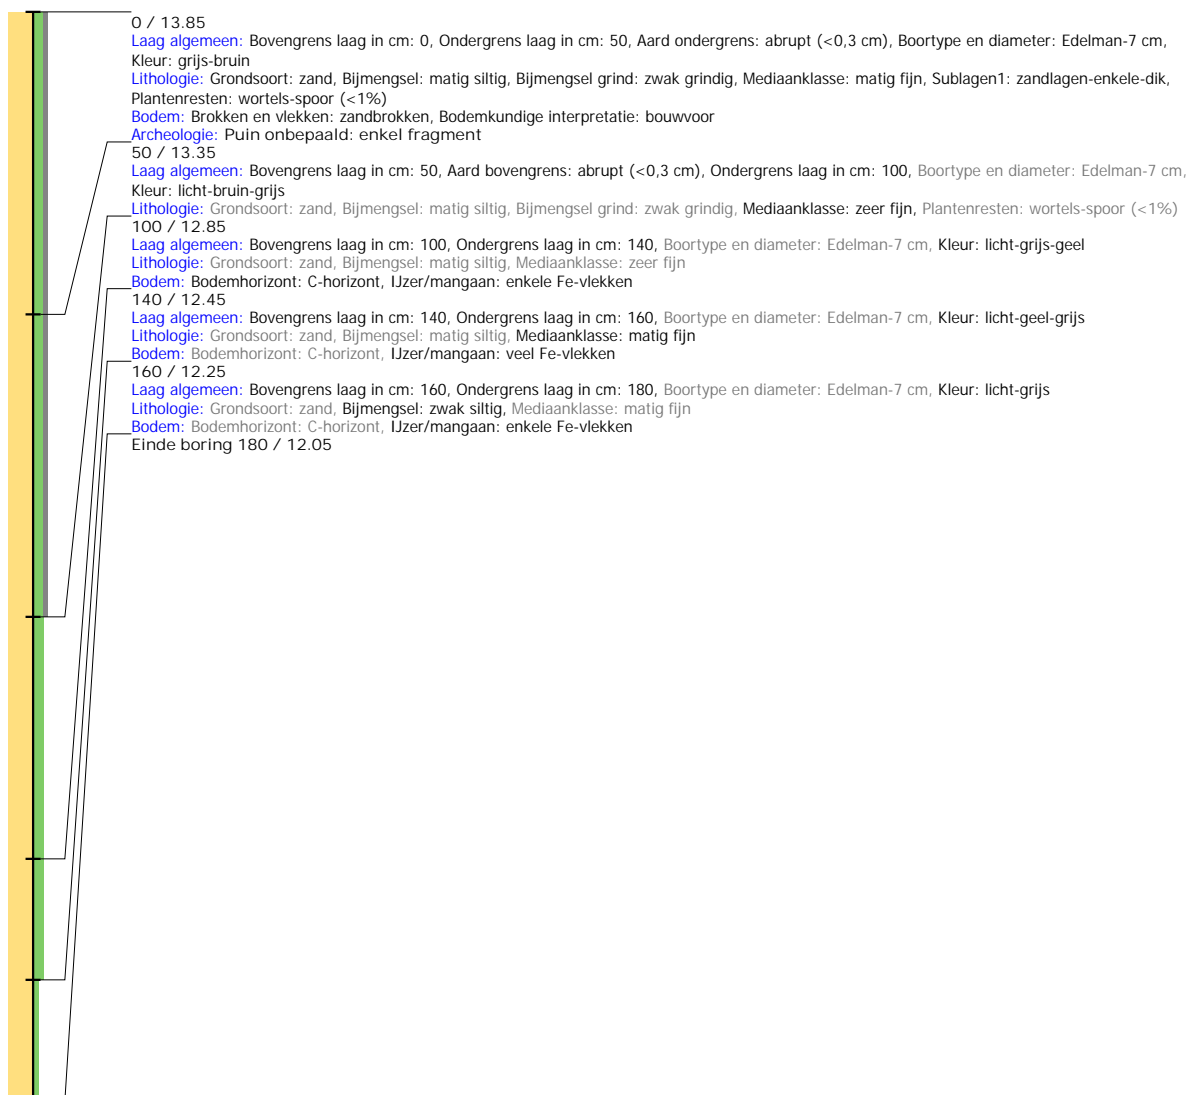 0 / 13.85
Laag algemeen: Bovengrens laag in cm: 0, Ondergrens laag in cm: 50, Aard ondergrens: abrupt (<0,3 cm), Boortype en diameter: Edelman-7 cm,
Kleur: grijs-bruin
Lithologie: Grondsoort: zand, Bijmengsel: matig siltig, Bijmengsel grind: zwak grindig, Mediaanklasse: matig fijn, Sublagen1: zandlagen-enkele-dik,
Plantenresten: wortels-spoor (<1%)
Bodem: Brokken en vlekken: zandbrokken, Bodemkundige interpretatie: bouwvoor
Archeologie: Puin onbepaald: enkel fragment
50 / 13.35
Laag algemeen: Bovengrens laag in cm: 50, Aard bovengrens: abrupt (<0,3 cm), Ondergrens laag in cm: 100, Boortype en diameter: Edelman-7 cm,
Kleur: licht-bruin-grijs
Lithologie: Grondsoort: zand, Bijmengsel: matig siltig, Bijmengsel grind: zwak grindig, Mediaanklasse: zeer fijn, Plantenresten: wortels-spoor (<1%)
100 / 12.85
Laag algemeen: Bovengrens laag in cm: 100, Ondergrens laag in cm: 140, Boortype en diameter: Edelman-7 cm, Kleur: licht-grijs-geel
Lithologie: Grondsoort: zand, Bijmengsel: matig siltig, Mediaanklasse: zeer fijn
Bodem: Bodemhorizont: C-horizont, IJzer/mangaan: enkele Fe-vlekken
140 / 12.45
Laag algemeen: Bovengrens laag in cm: 140, Ondergrens laag in cm: 160, Boortype en diameter: Edelman-7 cm, Kleur: licht-geel-grijs
Lithologie: Grondsoort: zand, Bijmengsel: matig siltig, Mediaanklasse: matig fijn
Bodem: Bodemhorizont: C-horizont, IJzer/mangaan: veel Fe-vlekken
160 / 12.25
Laag algemeen: Bovengrens laag in cm: 160, Ondergrens laag in cm: 180, Boortype en diameter: Edelman-7 cm, Kleur: licht-grijs
Lithologie: Grondsoort: zand, Bijmengsel: zwak siltig, Mediaanklasse: matig fijn
Bodem: Bodemhorizont: C-horizont, IJzer/mangaan: enkele Fe-vlekken
Einde boring 180 / 12.05